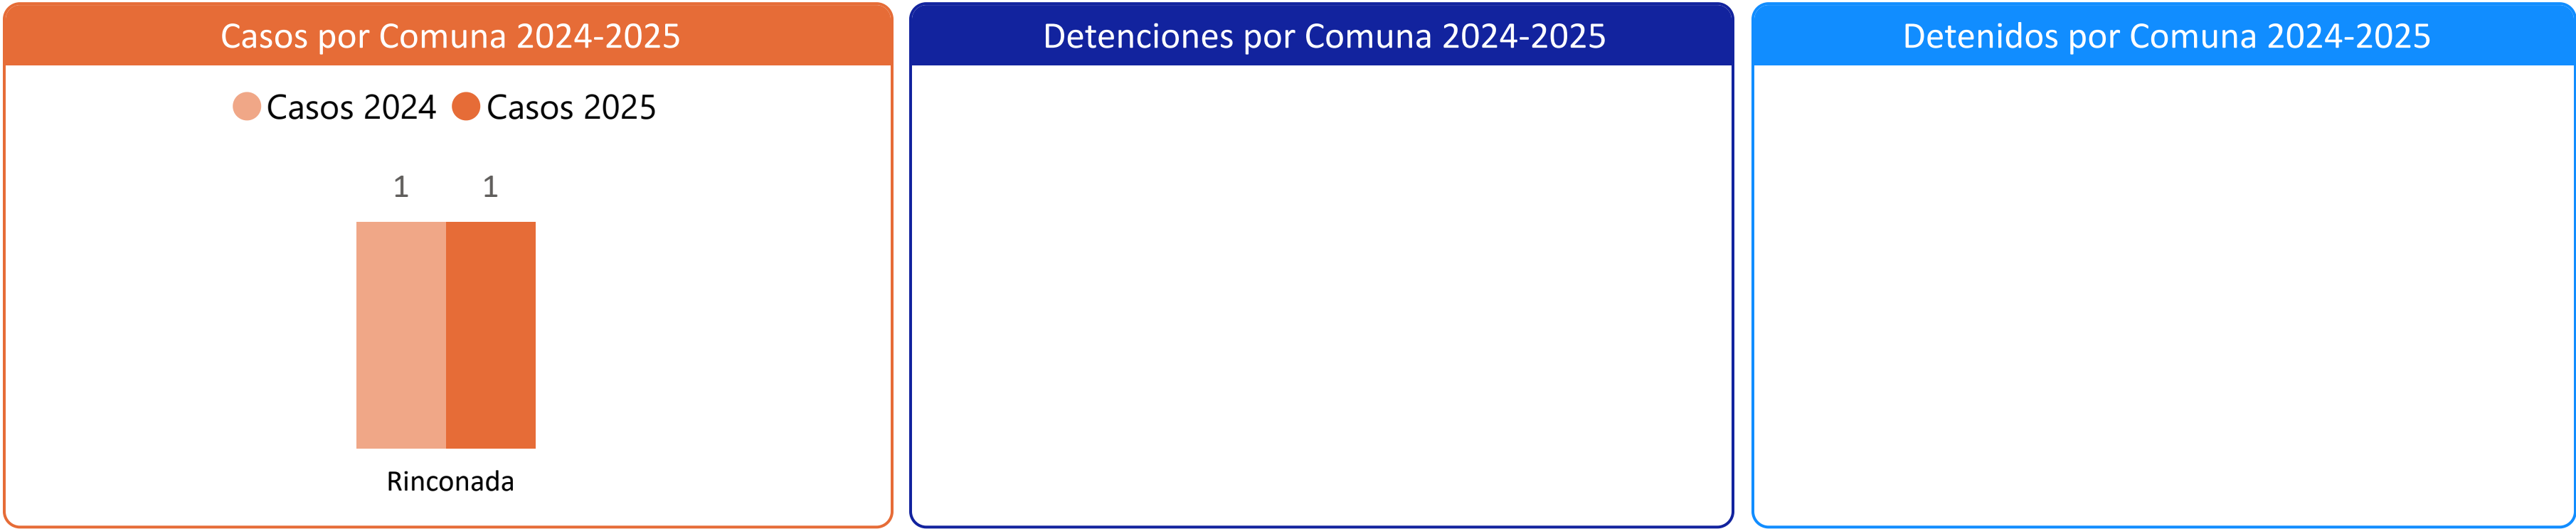 Casos por Comuna 2024-2025
Casos 2024 Casos 2025
1 1
Rinconada
Detenciones por Comuna 2024-2025
Detenidos por Comuna 2024-2025